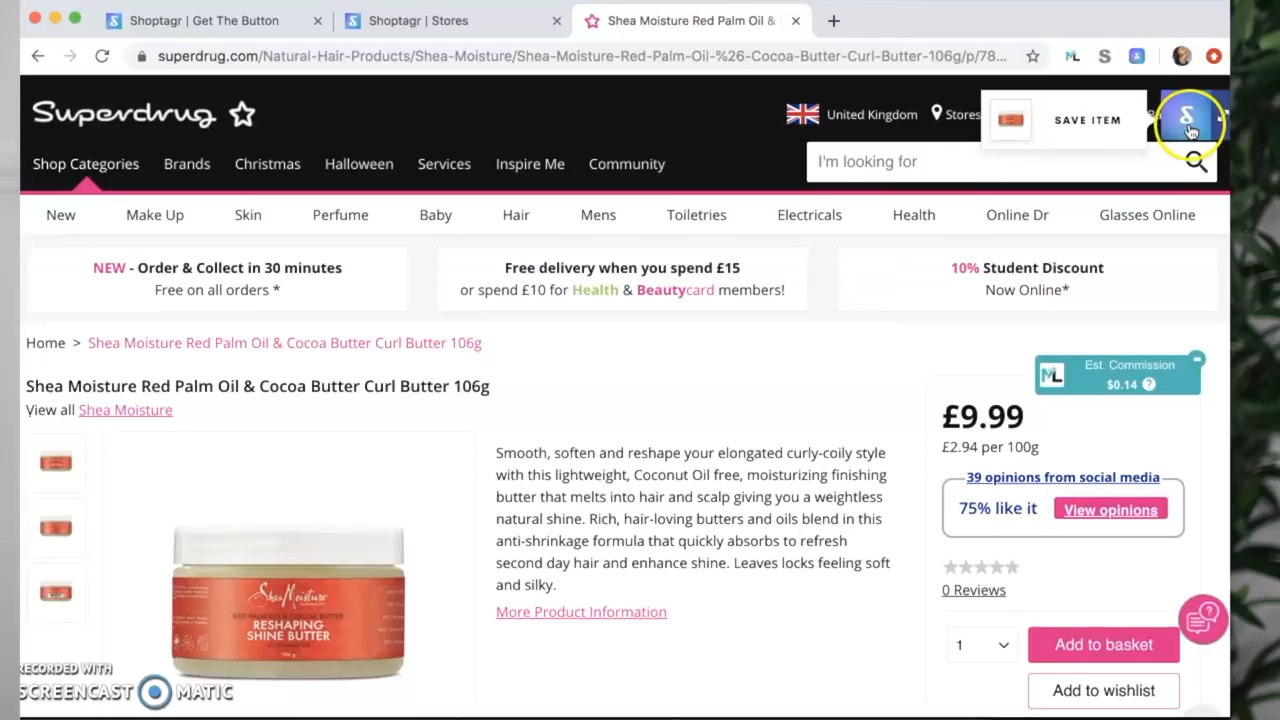 Shoptagr | Get The Button
Shoptagr | Stores
Shea Moisture Red Palm Oil &
superdrug.com/Natural-Hair-Products/Shea-Moisture/Shea-Moisture-Red-Palm-Oil-%26-Cocoa-Butter-Curl-Butter-106g/p/78...
Superdrug
United Kingdom
Stores
SAVE ITEM
Shop Categories
Brands
Christmas
Halloween
Services
Inspire Me
Community
I'm looking for
New
Make Up
Skin
Perfume
Baby
Hair
Mens
Toiletries
Electricals
Health
Online Dr
Glasses Online
NEW - Order & Collect in 30 minutes
Free on all orders *
Free delivery when you spend £15
or spend £10 for Health & Beautycard members!
10% Student Discount
Now Online*
Home > Shea Moisture Red Palm Oil & Cocoa Butter Curl Butter 106g
Shea Moisture Red Palm Oil & Cocoa Butter Curl Butter 106g
View all Shea Moisture
Smooth, soften and reshape your elongated curly-coily style
with this lightweight, Coconut Oil free, moisturizing finishing
butter that melts into hair and scalp giving you a weightless
natural shine. Rich, hair-loving butters and oils blend in this
anti-shrinkage formula that quickly absorbs to refresh
second day hair and enhance shine. Leaves locks feeling soft
and silky.
More Product Information
SheaMoisture
RED PALM OIL & COCOA BUTTER
RESHAPING
SHINE BUTTER
ML
Est. Commission
$0.14 ?
£9.99
£2.94 per 100g
39 opinions from social media
75% like it
View opinions
0 Reviews
1
Add to basket
Add to wishlist
RECORDED WITH
SCREENCAST MATIC